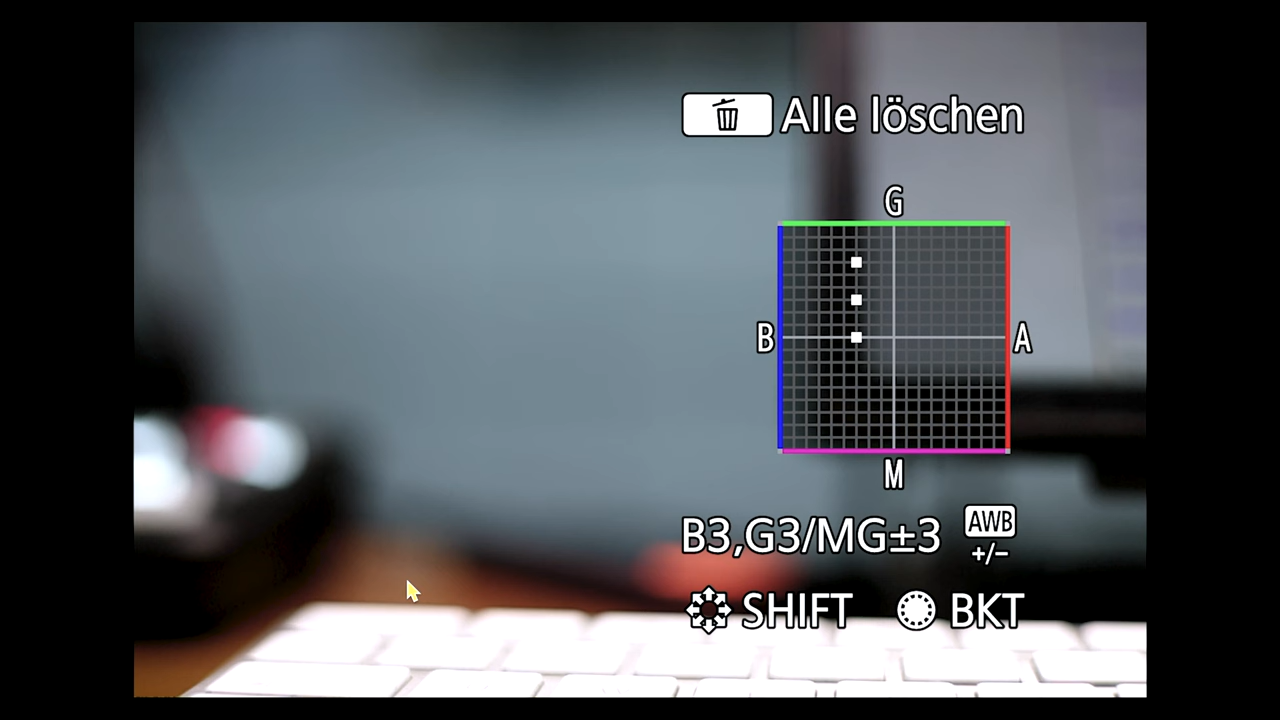 Alle löschen
G
B A
M
B3,G3/MG±3 AWB
+/−
SHIFT BKT